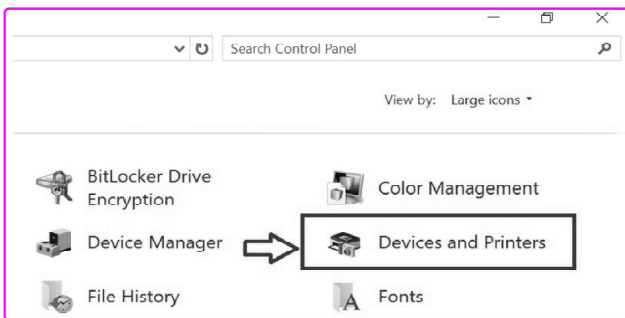 Search Control Panel
View by: Large icons
BitLocker Drive
Encryption
Color Management
Device Manager
Devices and Printers
File History
Fonts